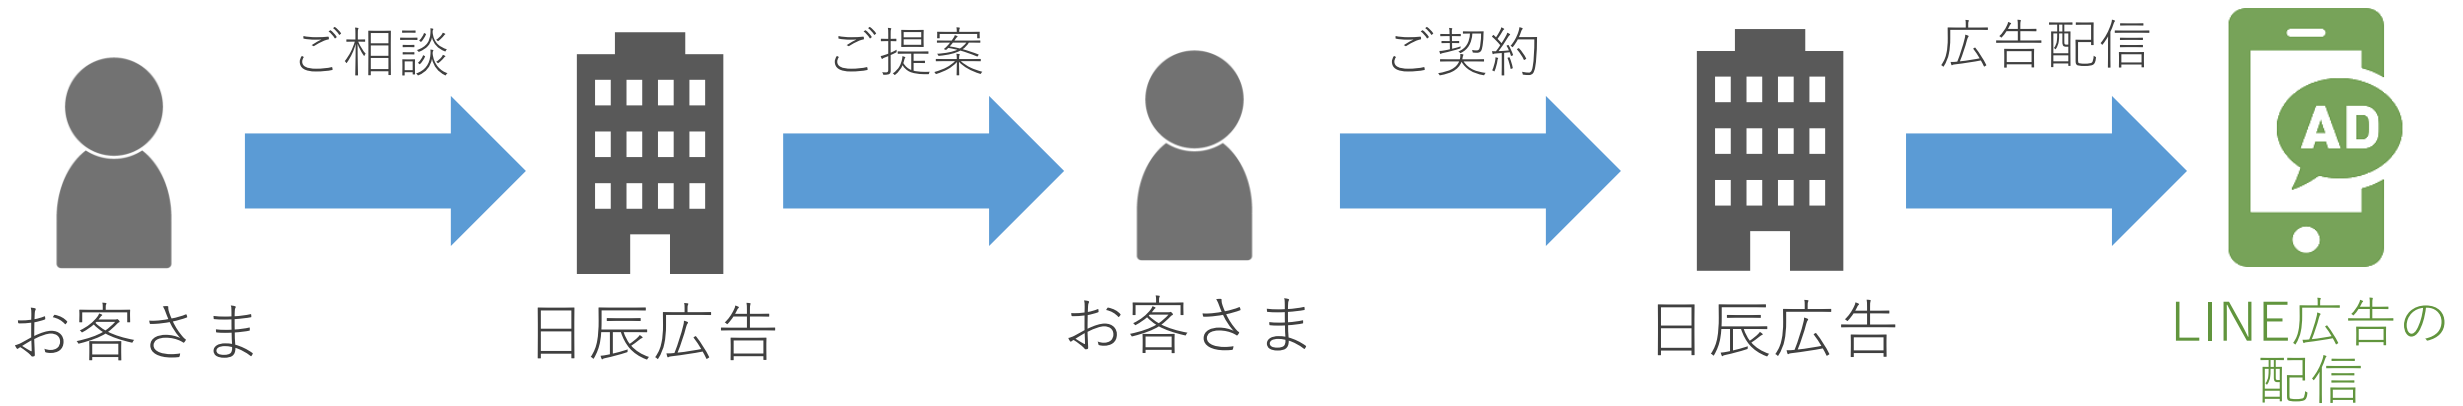 ご相談
ご提案
ご契約
広告配信
AD
お客さま
日辰広告
お客さま
日辰広告
LINE広告の
配信